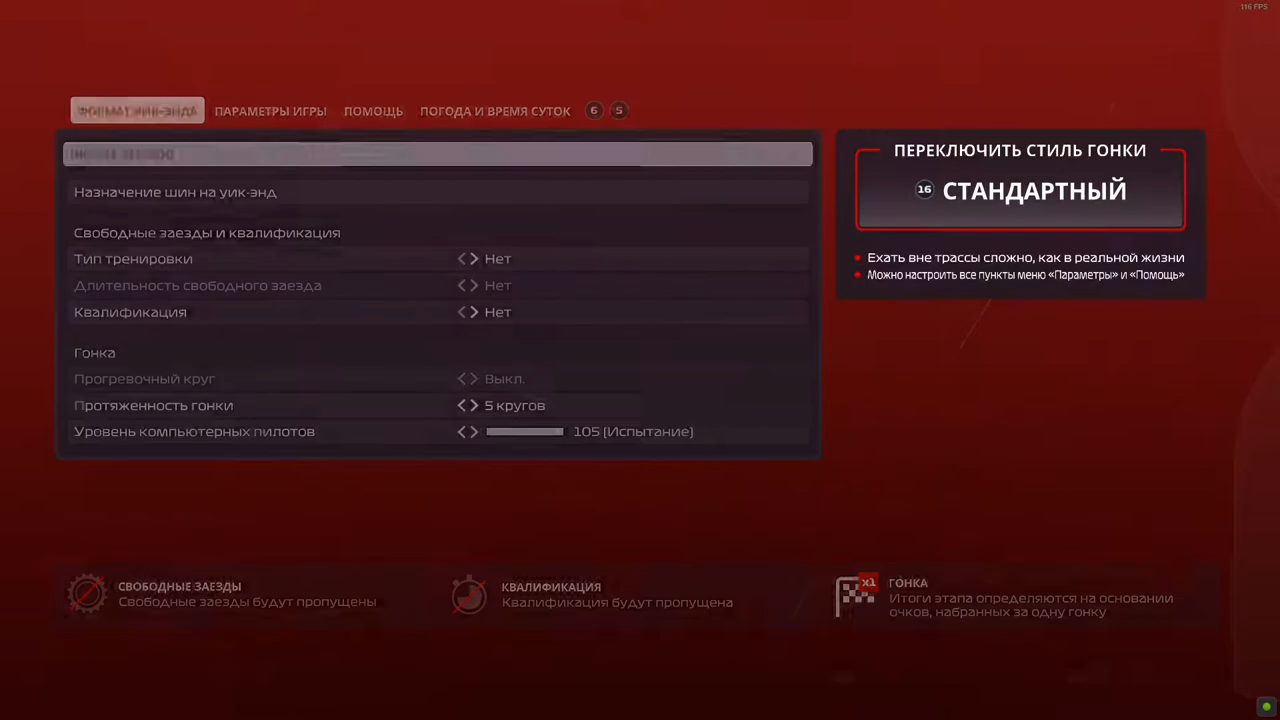 116 FPS
ФОРМАТ УИК-ЭНДА ПАРАМЕТРЫ ИГРЫ ПОМОЩЬ ПОГОДА И ВРЕМЯ СУТОК 6 5
Назначение шин на уик-энд
Свободные заезды и квалификация
Тип тренировки Нет
Длительность свободного заезда Нет
Квалификация Нет
Гонка
Прогревочный круг Выкл.
Протяженность гонки 5 кругов
Уровень компьютерных пилотов 105 (Испытание)
ПЕРЕКЛЮЧИТЬ СТИЛЬ ГОНКИ
16 СТАНДАРТНЫЙ
Ехать вне трассы сложно, как в реальной жизни
Можно настроить все пункты меню «Параметры» и «Помощь»
СВОБОДНЫЕ ЗАЕЗДЫ
Свободные заезды будут пропущены
КВАЛИФИКАЦИЯ
Квалификация будут пропущена
x1 ГОНКА
Итоги этапа определяются на основании
очков, набранных за одну гонку